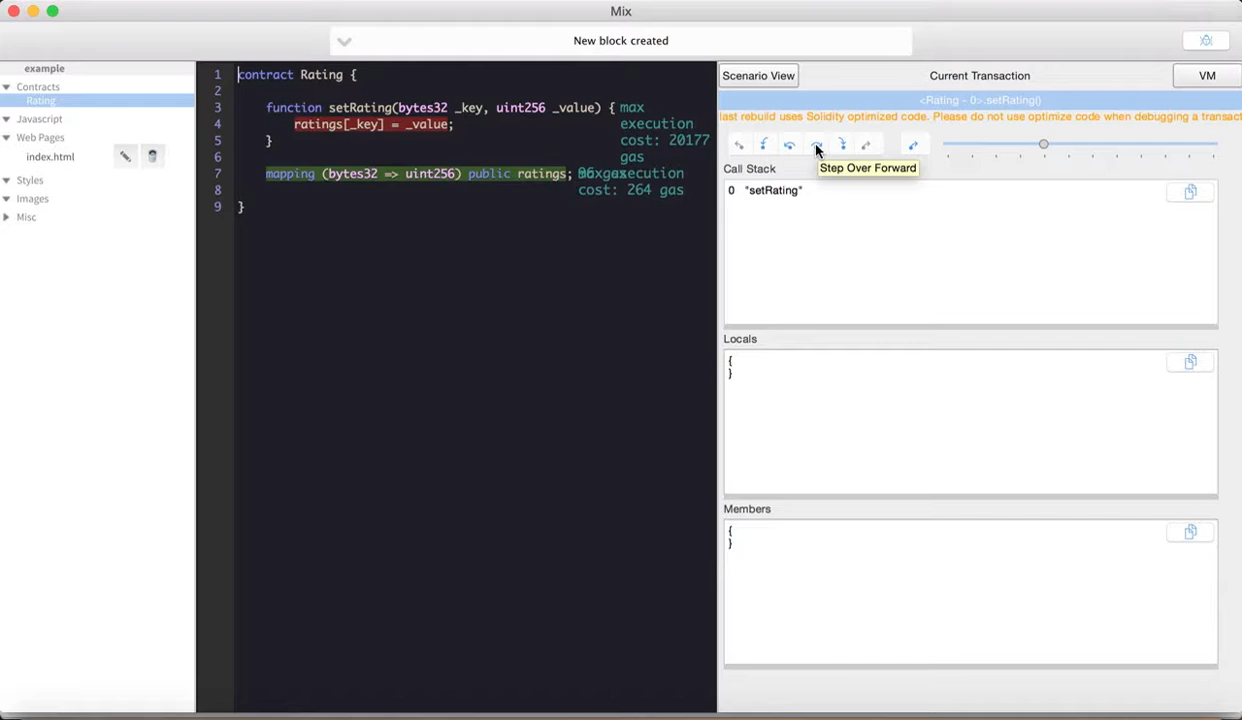 Mix
New block created
example
Contracts
Rating
Javascript
Web Pages
index.html
Styles
Images
Misc
1 contract Rating {
2
3 function setRating(bytes32 _key, uint256 _value) { max
execution
cost: 20177
gas
4 ratings[_key] = _value;
5 }
6
7 mapping (bytes32 => uint256) public ratings; execution
cost: 264 gas
8
9 }
Scenario View
Current Transaction
VM
<Rating - 0>.setRating()
last rebuild uses Solidity optimized code. Please do not use optimize code when debugging a transact
Step Over Forward
Call Stack
0 "setRating"
Locals
{
}
Members
{
}